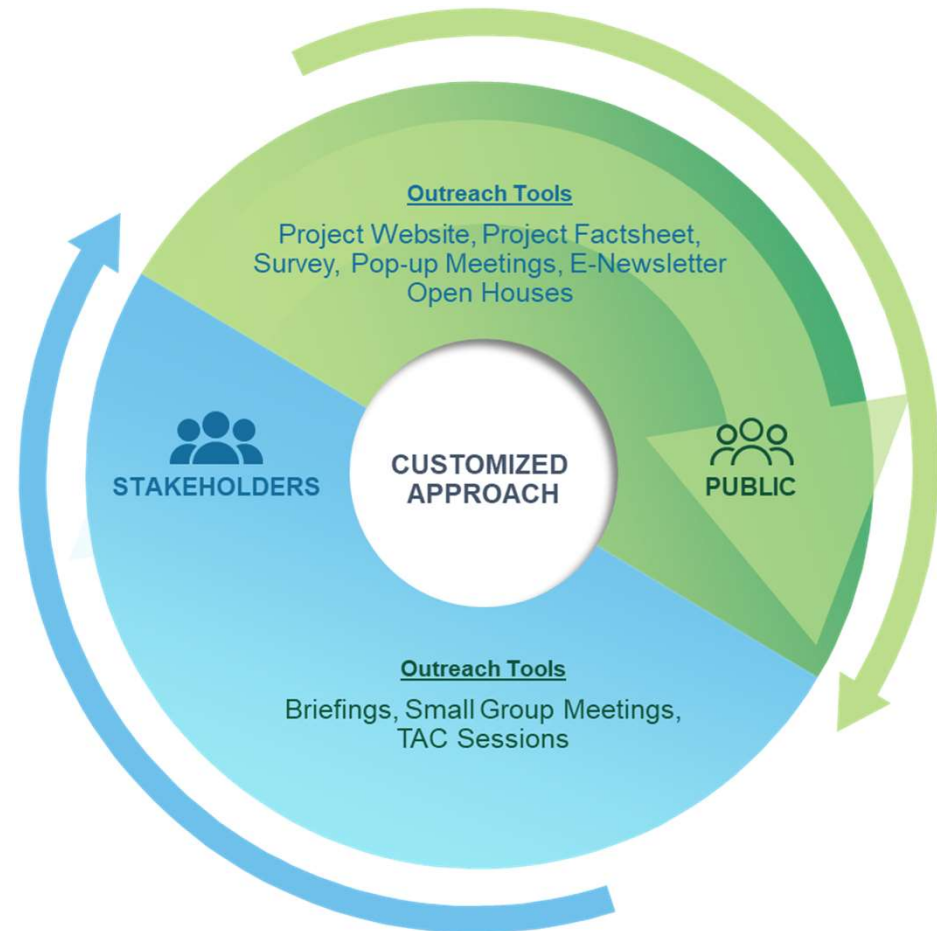 Outreach Tools
Project Website, Project Factsheet,
Survey, Pop-up Meetings, E-Newsletter
Open Houses
STAKEHOLDERS
CUSTOMIZED
APPROACH
PUBLIC
Outreach Tools
Briefings, Small Group Meetings,
TAC Sessions